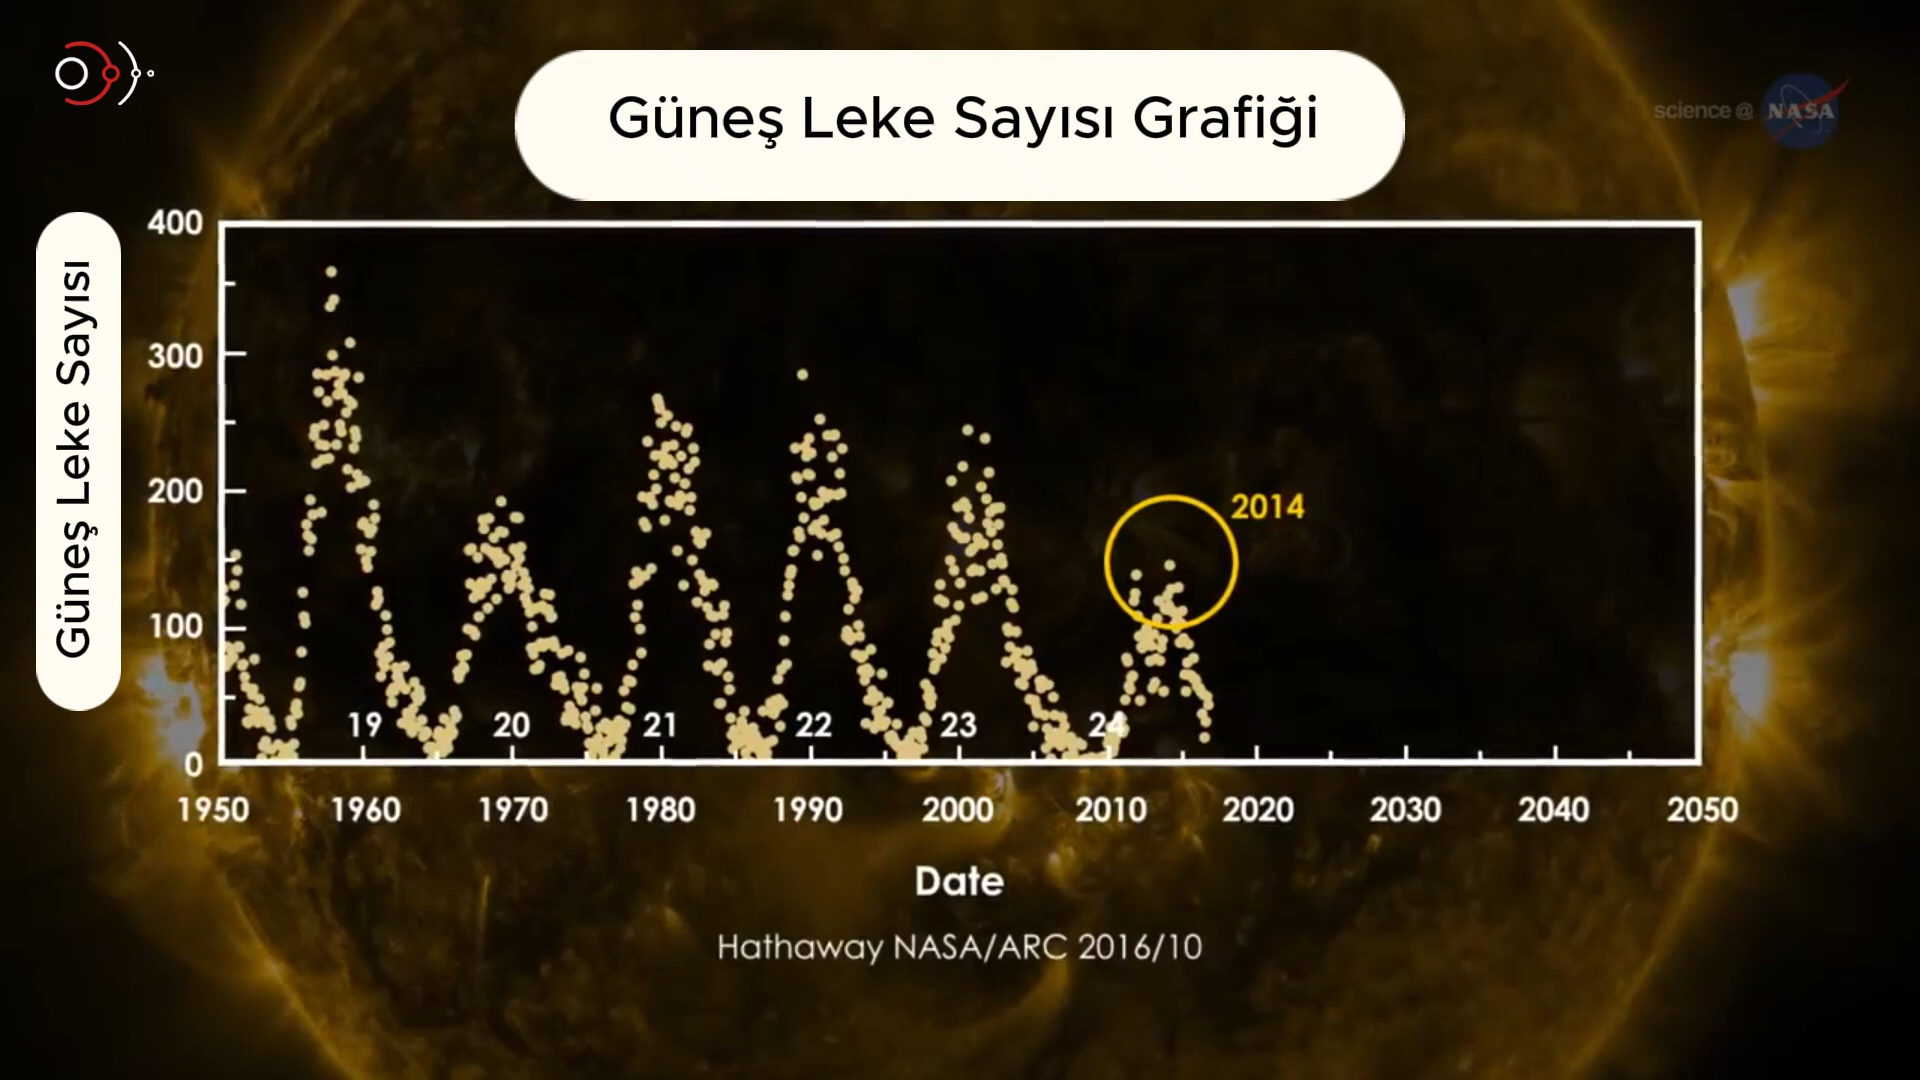 Güneş Leke Sayısı Grafiği
science @ NASA
Güneş Leke Sayısı
400
300
200
100
0
2014
19 20 21 22 23 24
1950 1960 1970 1980 1990 2000 2010 2020 2030 2040 2050
Date
Hathaway NASA/ARC 2016/10